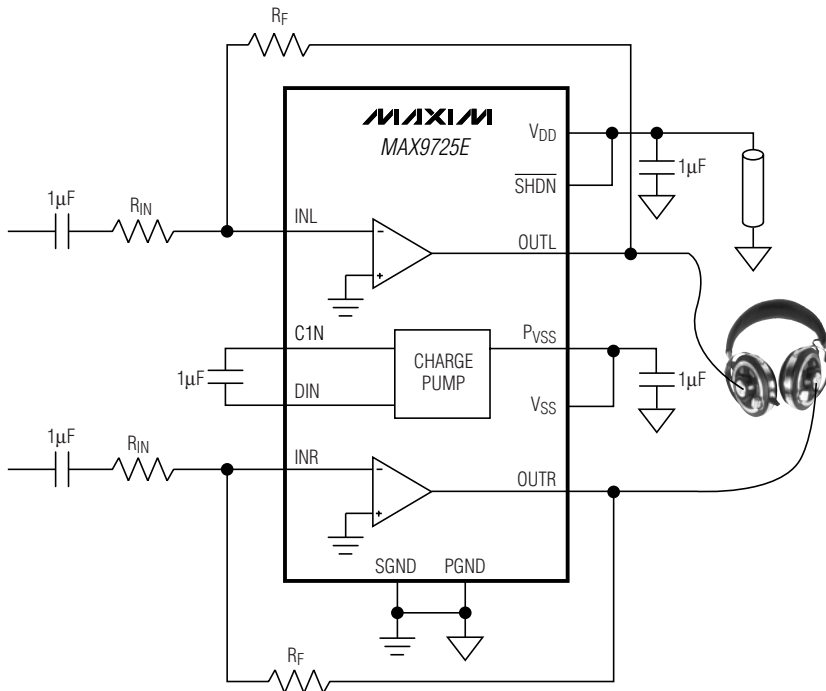 RF
MAXIM
MAX9725E
VDD
1μF
SHDN
1μF
RIN
INL
OUTL
C1N
CHARGE
PUMP
PVSS
1μF
1μF
DIN
VSS
1μF
RIN
INR
OUTR
SGND
PGND
RF